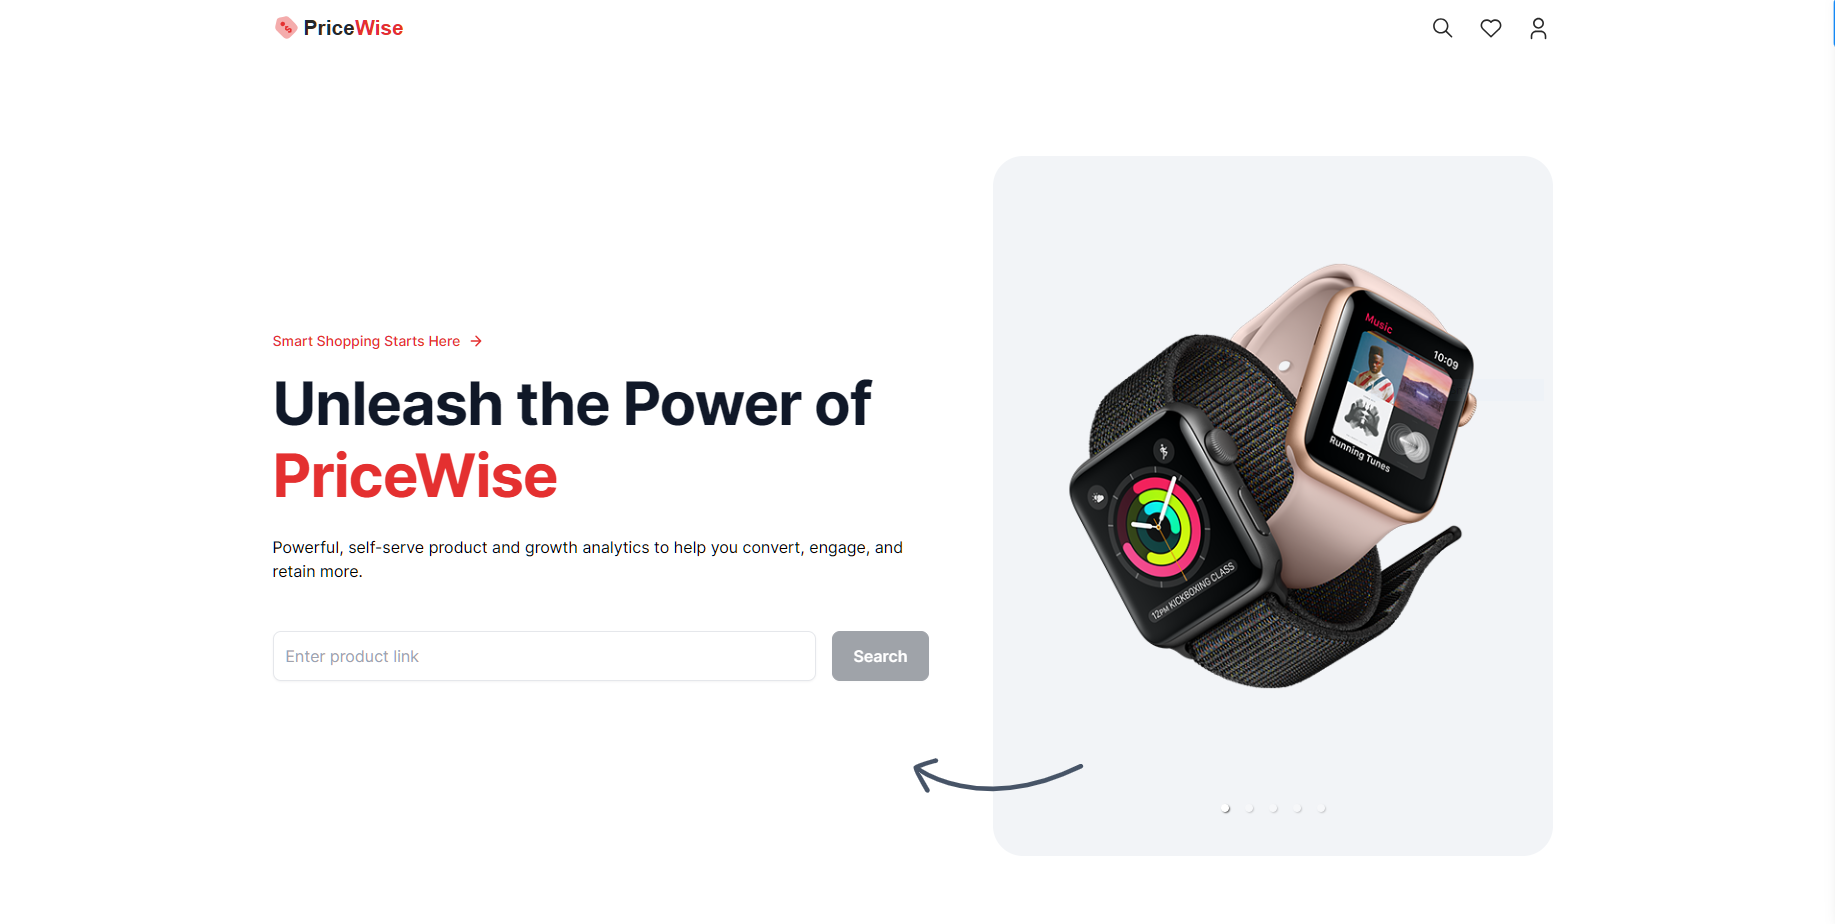 PriceWise
Smart Shopping Starts Here
Unleash the Power of
PriceWise
Powerful, self-serve product and growth analytics to help you convert, engage, and
retain more.
Enter product link
Search
Music
10:09
Running Tunes
12PM KICKBOXING CLASS